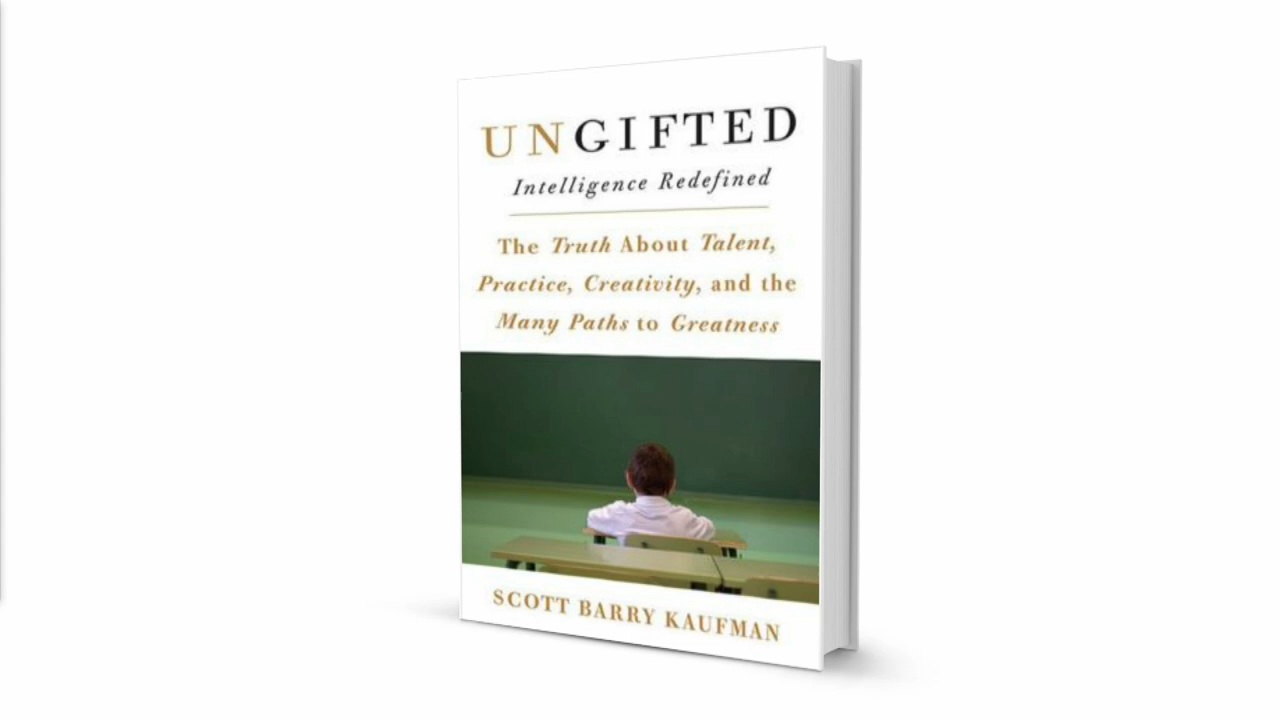 UNGIFTED
Intelligence Redefined
The Truth About Talent,
Practice, Creativity, and the
Many Paths to Greatness
SCOTT BARRY KAUFMAN